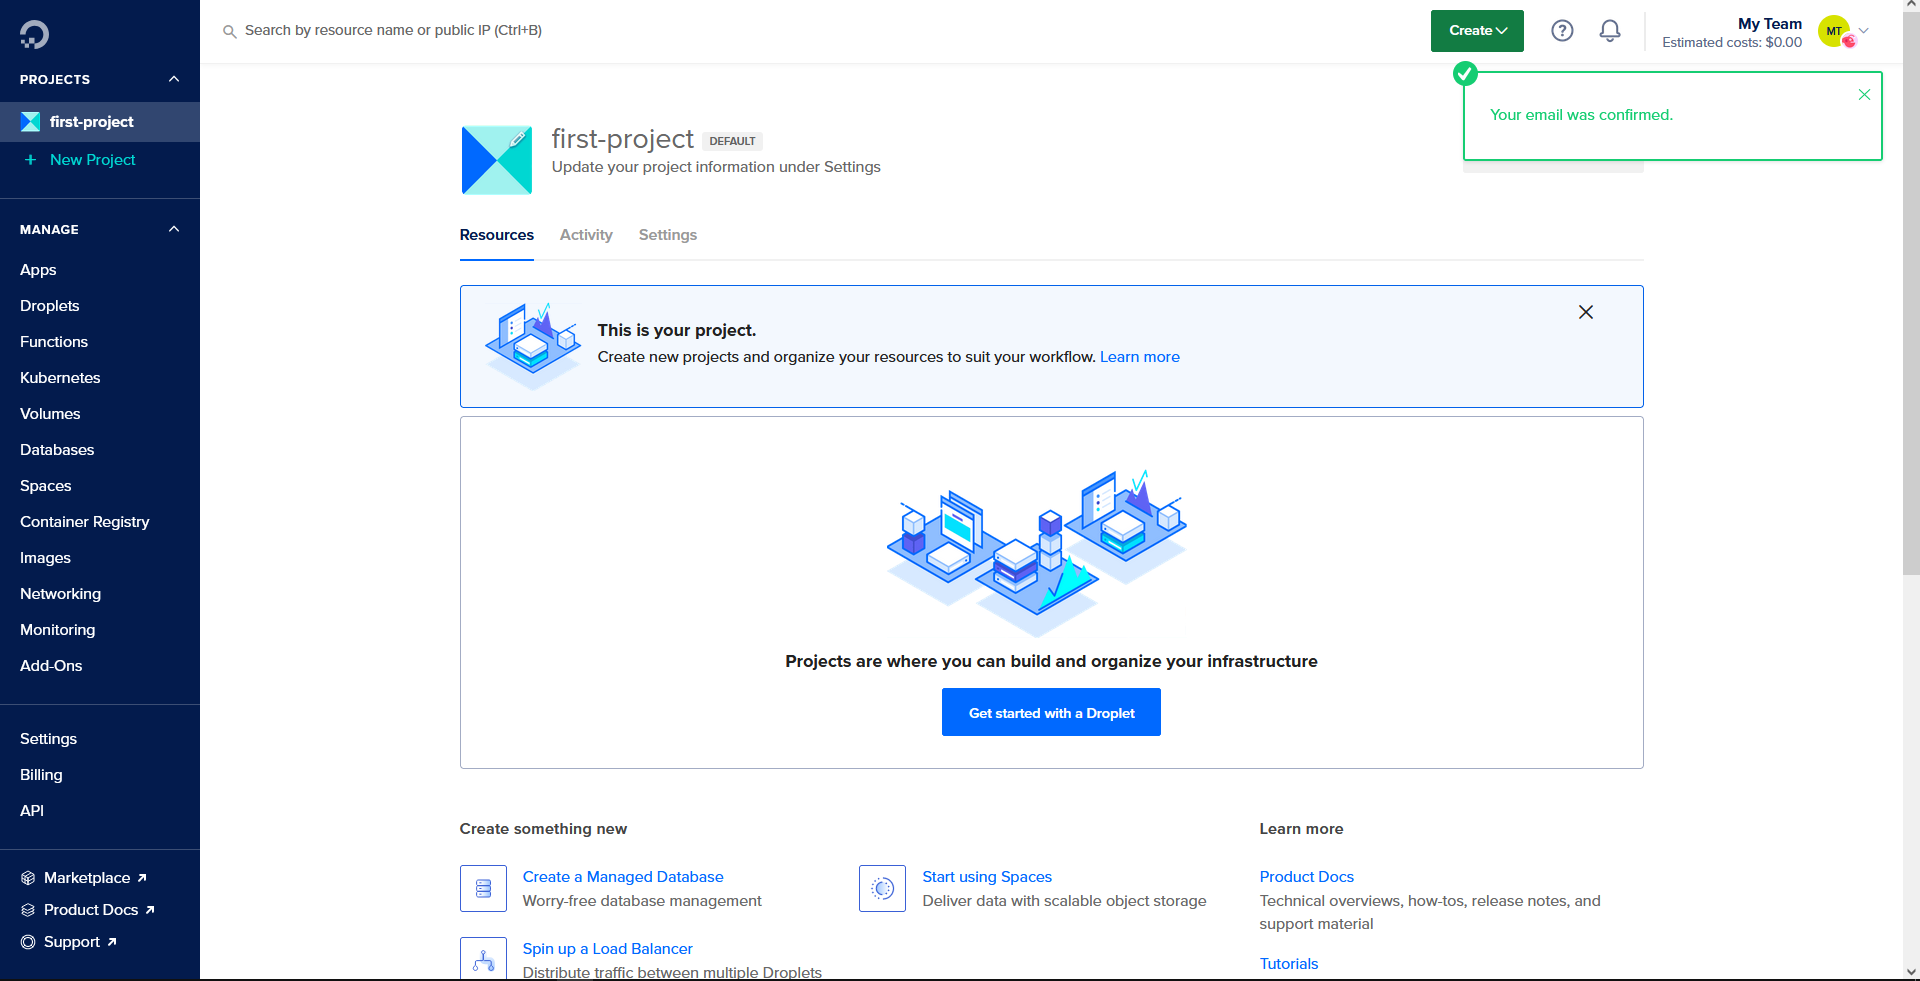 PROJECTS
first-project
New Project
MANAGE
Apps
Droplets
Functions
Kubernetes
Volumes
Databases
Spaces
Container Registry
Images
Networking
Monitoring
Add-Ons
Settings
Billing
API
Marketplace
Product Docs
Support
Search by resource name or public IP (Ctrl+B)
Create
My Team
Estimated costs: $0.00
MT
Your email was confirmed.
first-project DEFAULT
Update your project information under Settings
Resources Activity Settings
This is your project.
Create new projects and organize your resources to suit your workflow. Learn more
Projects are where you can build and organize your infrastructure
Get started with a Droplet
Create something new
Create a Managed Database
Worry-free database management
Start using Spaces
Deliver data with scalable object storage
Spin up a Load Balancer
Distribute traffic between multiple Droplets
Learn more
Product Docs
Technical overviews, how-tos, release notes, and
support material
Tutorials